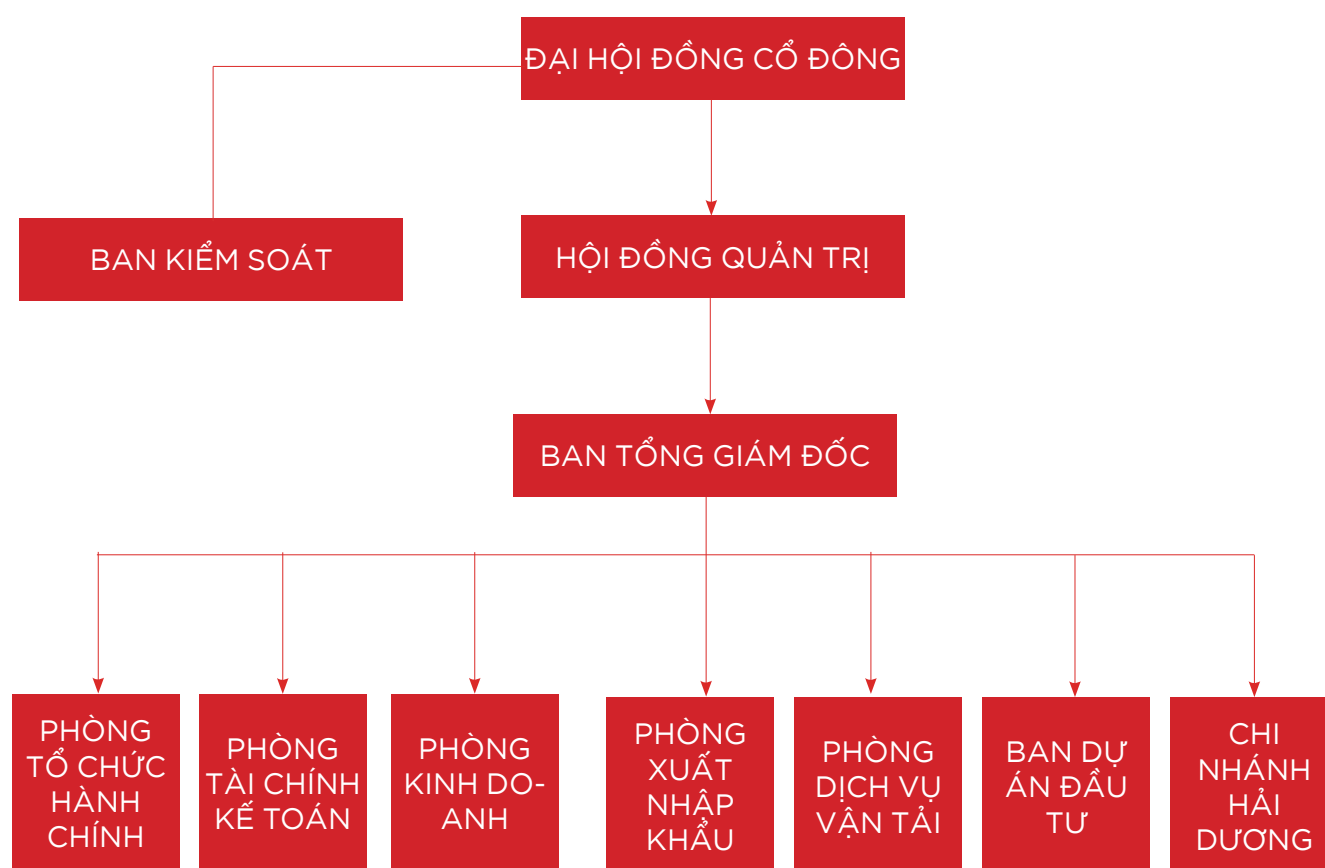 ĐẠI HỘI ĐỒNG CỔ ĐÔNG
BAN KIỂM SOÁT
HỘI ĐỒNG QUẢN TRỊ
BAN TỔNG GIÁM ĐỐC
PHÒNG
TỔ CHỨC
HÀNH
CHÍNH
PHÒNG
TÀI CHÍNH
KẾ TOÁN
PHÒNG
KINH DO-
ANH
PHÒNG
XUẤT
NHẬP
KHẨU
PHÒNG
DỊCH VỤ
VẬN TẢI
BAN DỰ
ÁN ĐẦU
TƯ
CHI
NHÁNH
HẢI
DƯƠNG